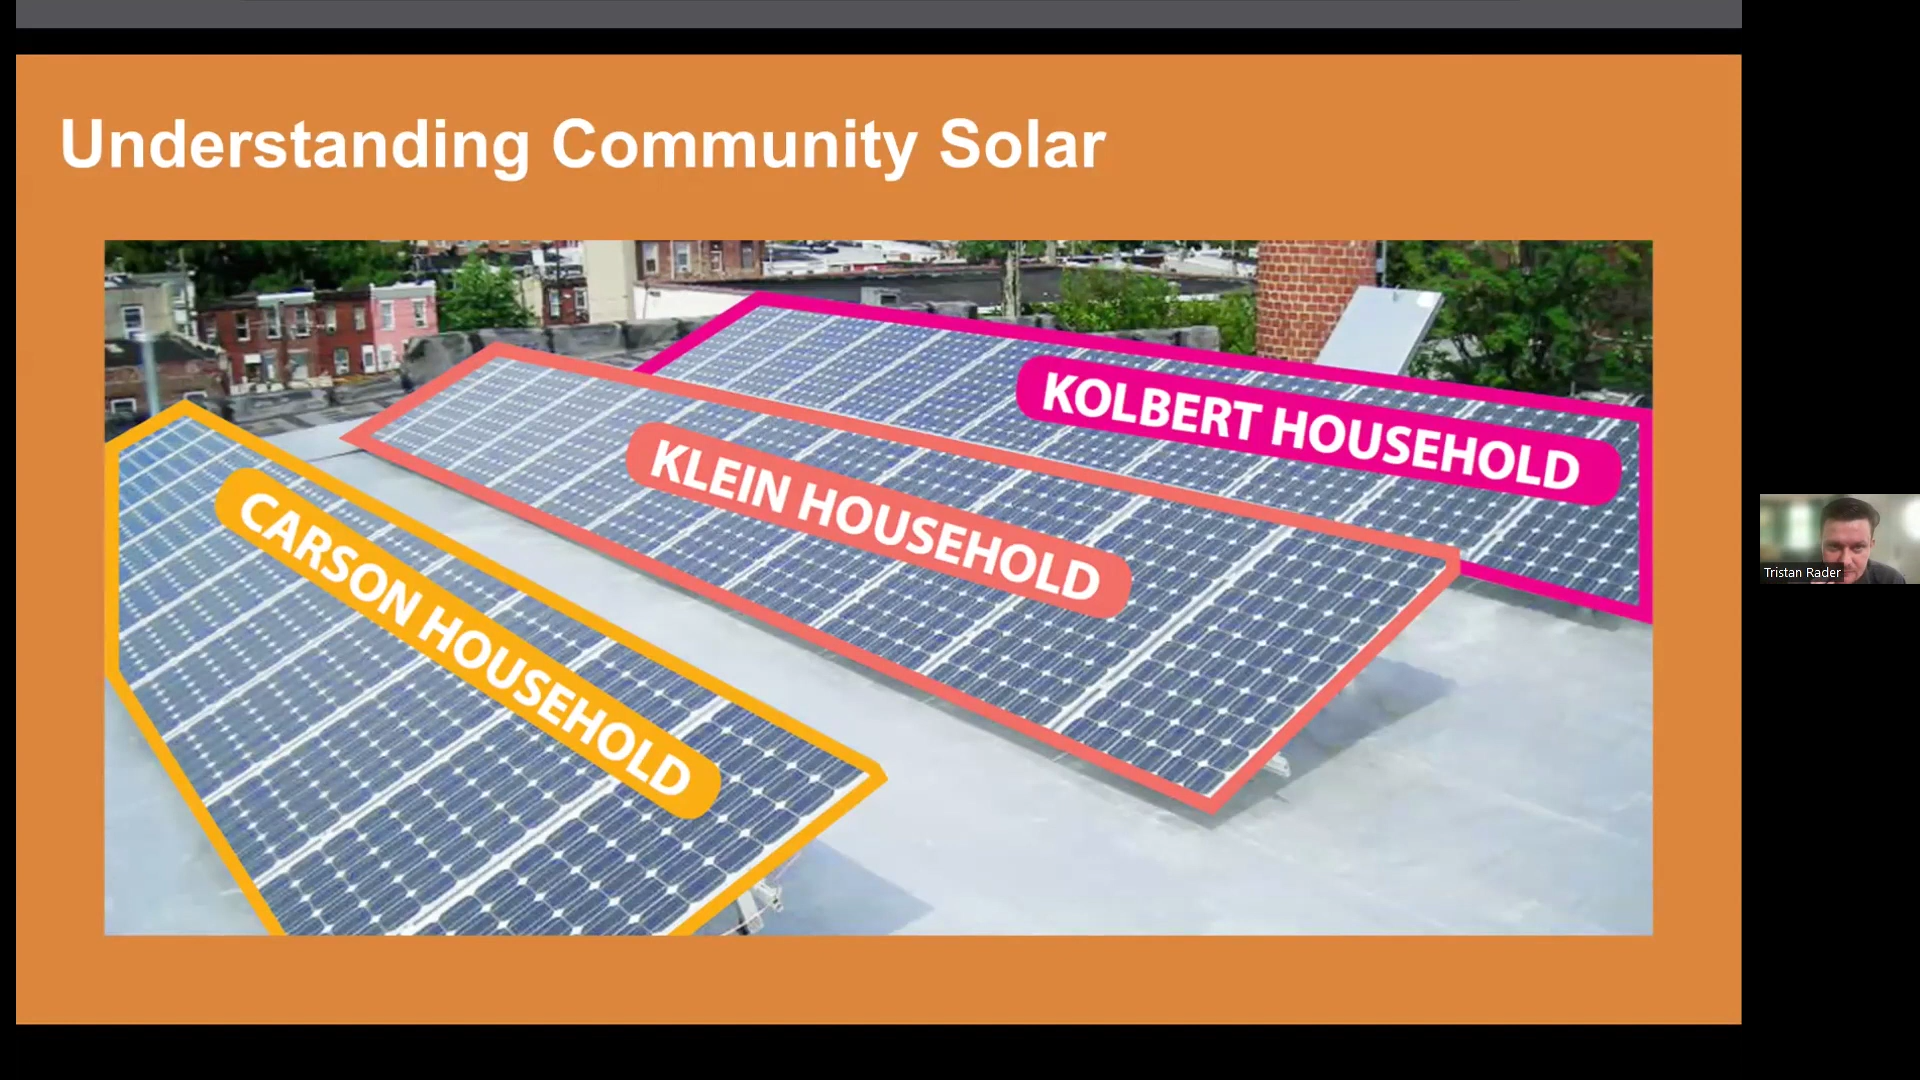 Understanding Community Solar
KOLBERT HOUSEHOLD
KLEIN HOUSEHOLD
CARSON HOUSEHOLD
Tristan Rader